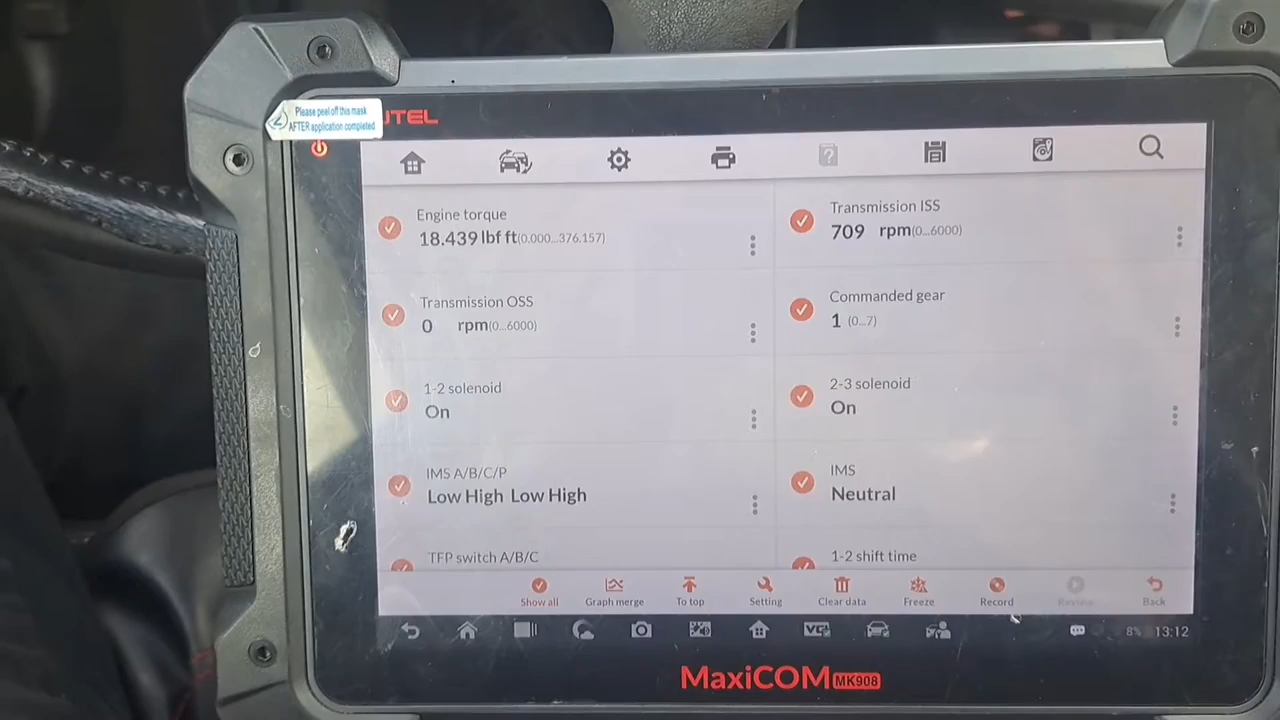 Please peel off this mask
AFTER application completed
UTEL
Engine torque
18.439 lbf ft(0.000...376.157)
Transmission ISS
709 rpm(0...6000)
Transmission OSS
0 rpm(0...6000)
Commanded gear
1 (0...7)
1-2 solenoid
On
2-3 solenoid
On
IMS A/B/C/P
Low High Low High
IMS
Neutral
TFP switch A/B/C
1-2 shift time
Show all
Graph merge
To top
Setting
Clear data
Freeze
Record
Review
Back
VCI
8% 13:12
MaxiCOM MK908